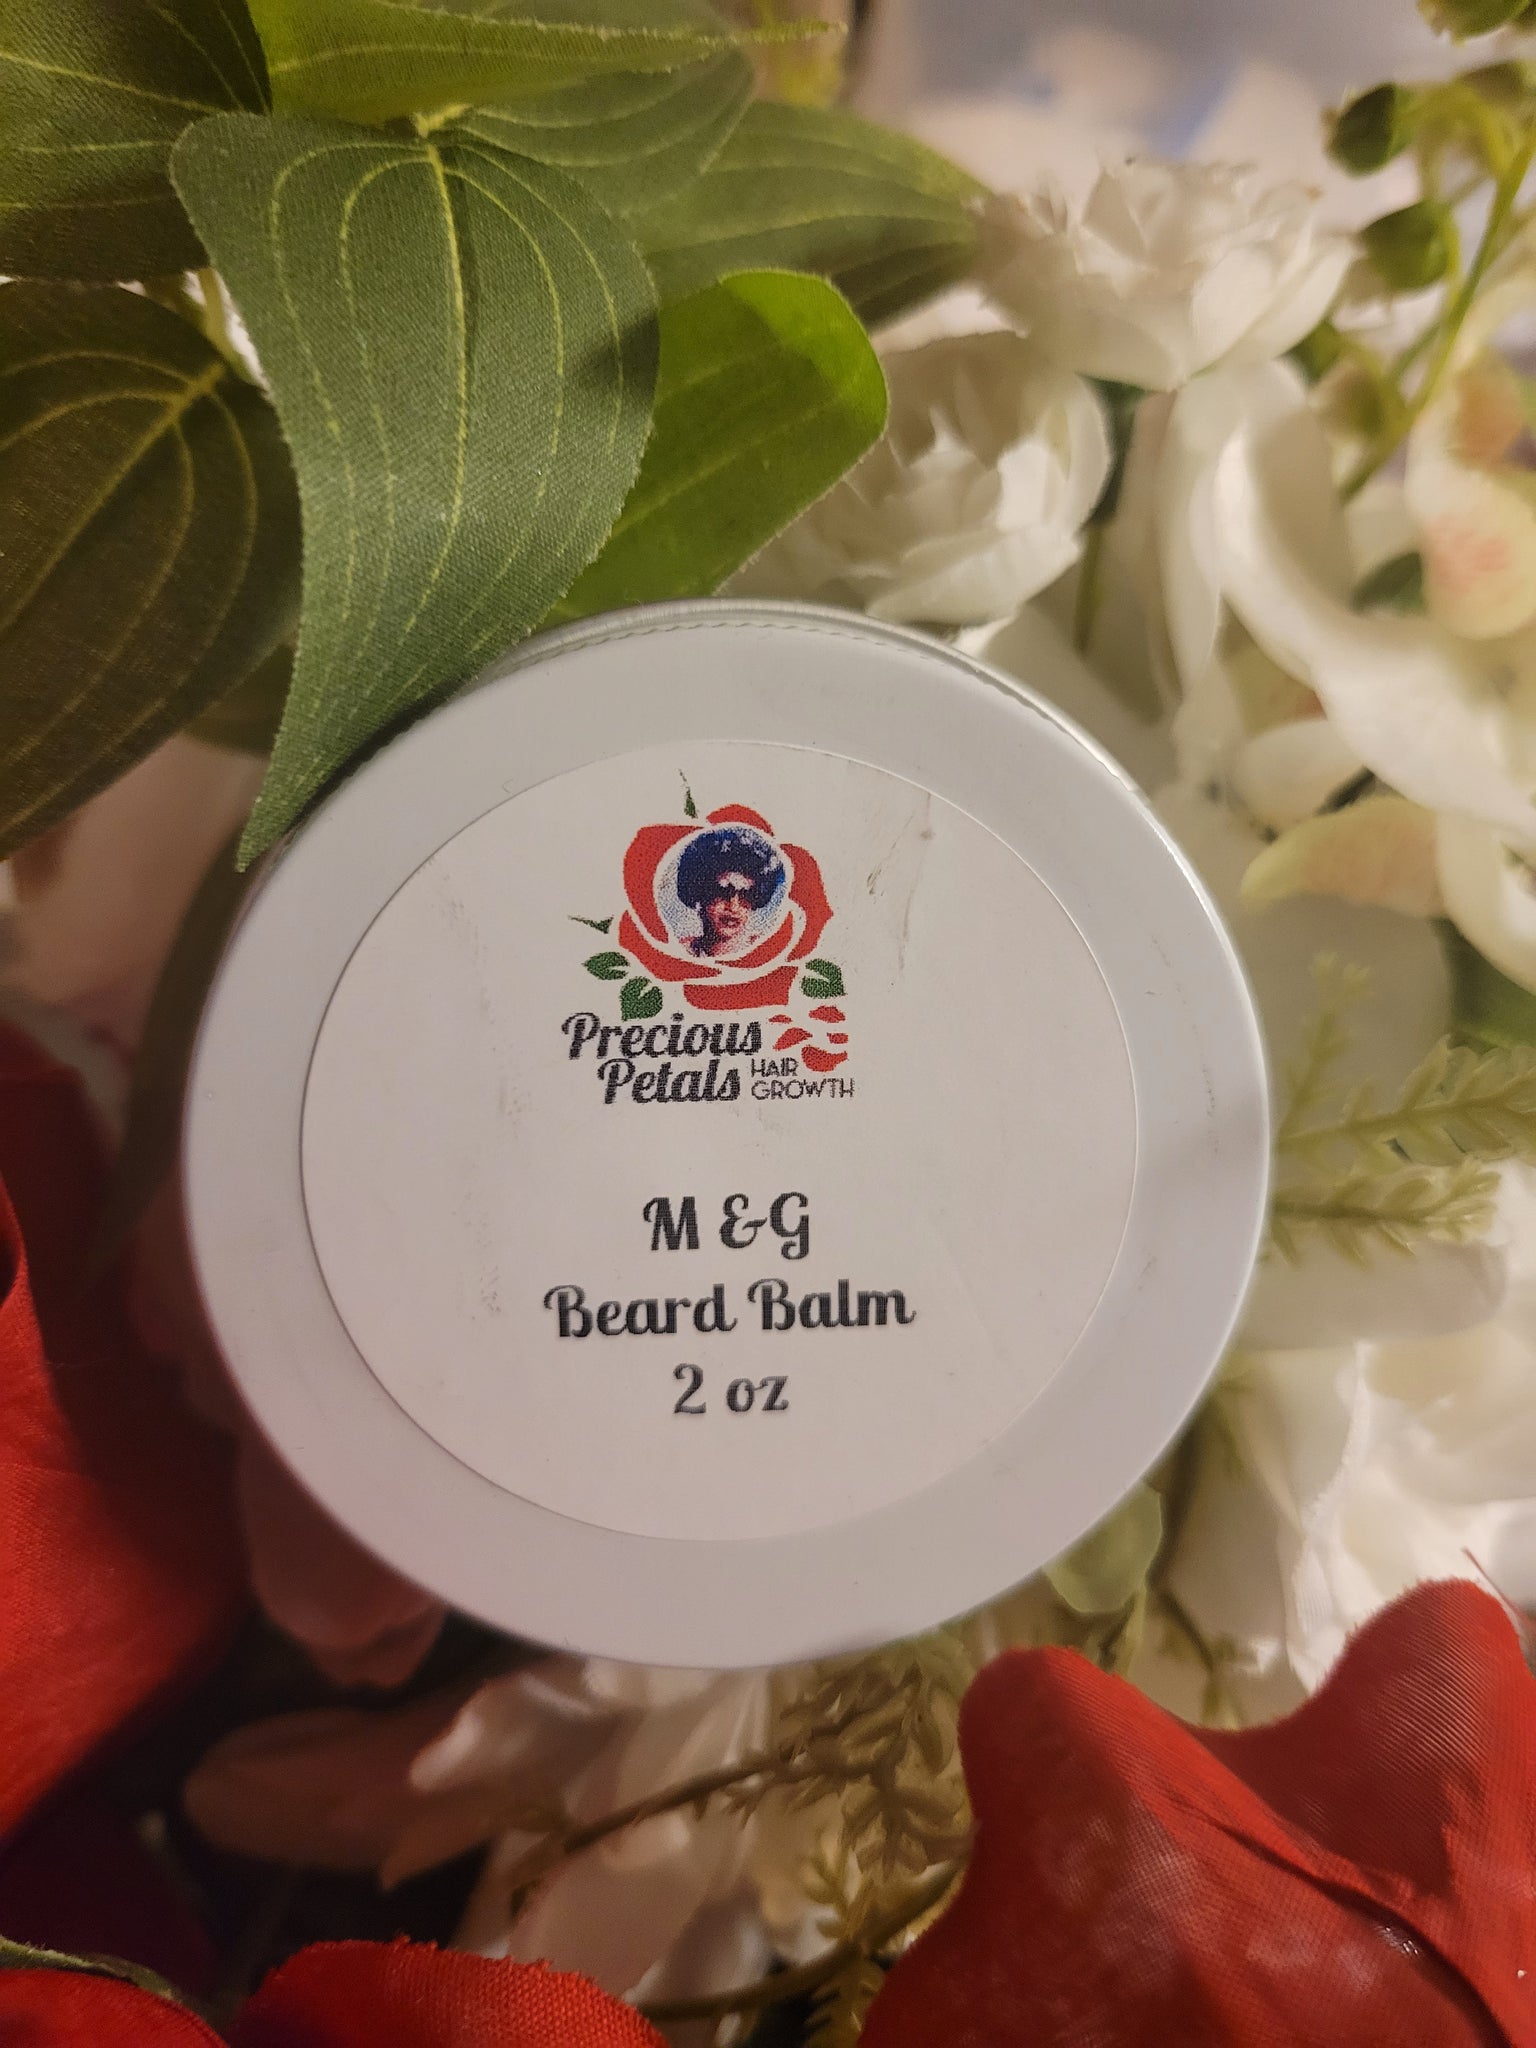 Precious
Petals HAIR
GROWTH
M & G
Beard Balm
2 oz